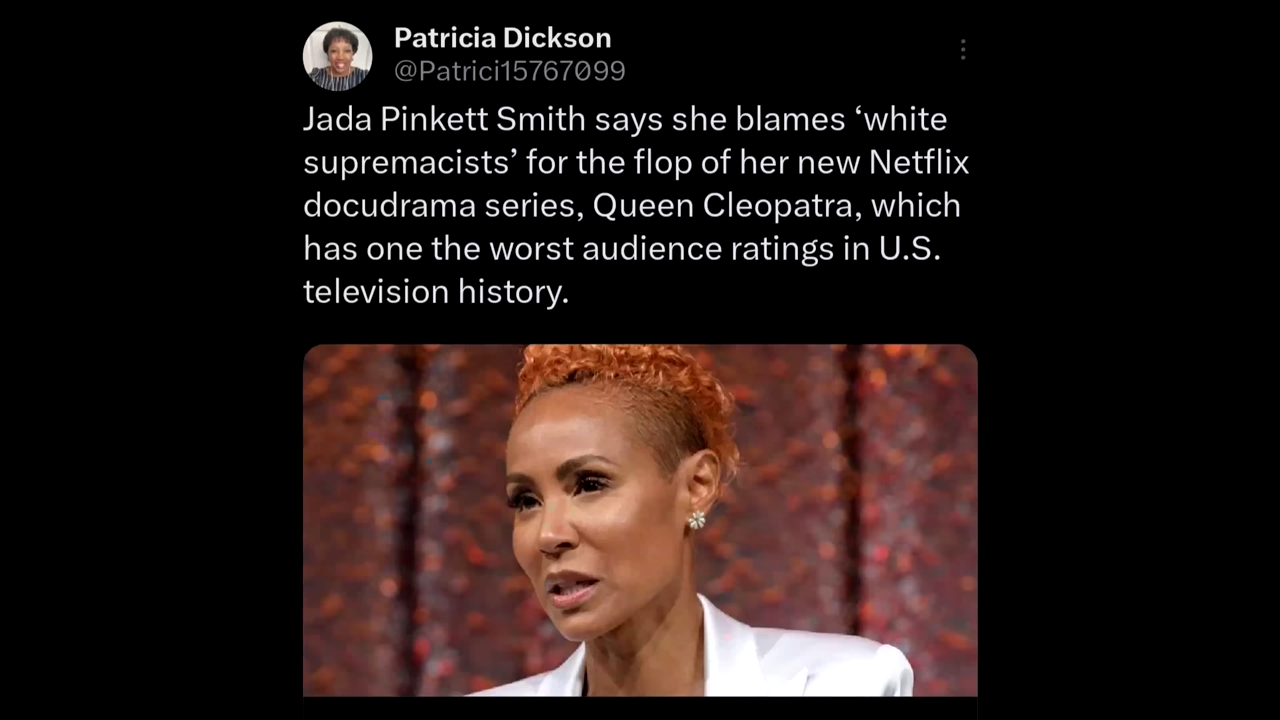 Patricia Dickson
@Patrici15767099
Jada Pinkett Smith says she blames ‘white
supremacists’ for the flop of her new Netflix
docudrama series, Queen Cleopatra, which
has one the worst audience ratings in U.S.
television history.